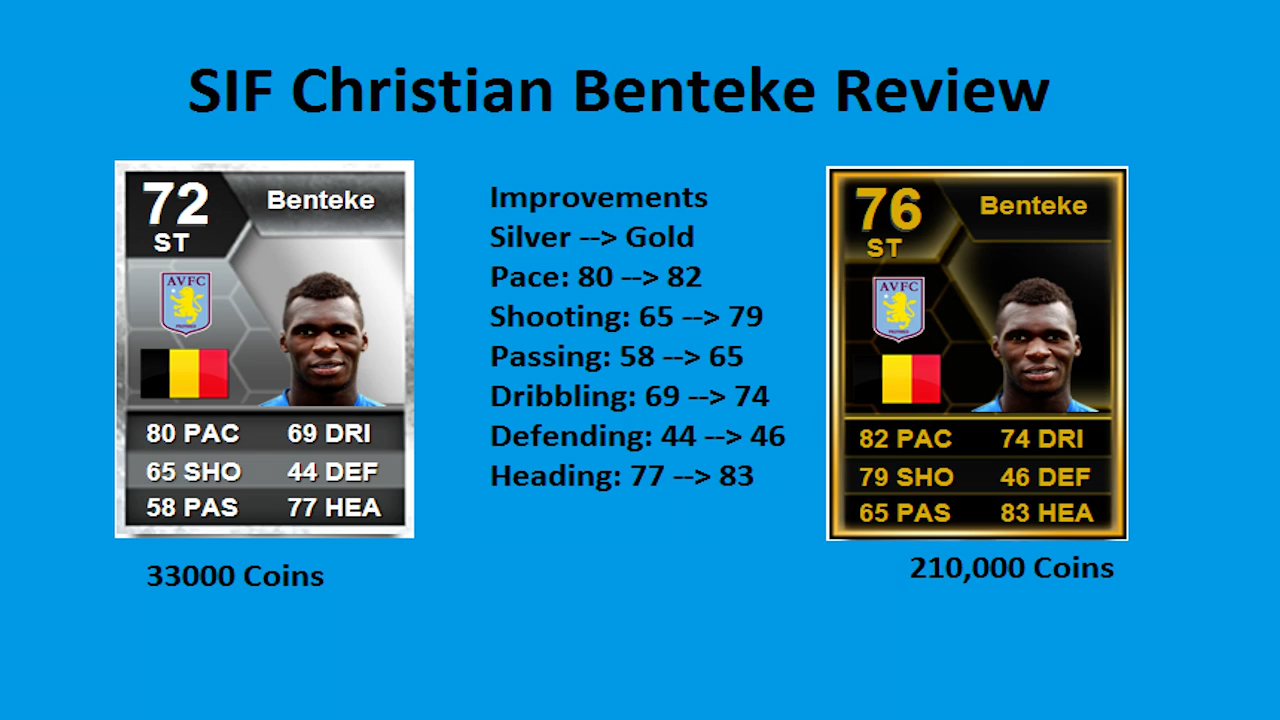 SIF Christian Benteke Review
72
ST
Benteke
AVFC
80 PAC 69 DRI
65 SHO 44 DEF
58 PAS 77 HEA
33000 Coins
Improvements
Silver --> Gold
Pace: 80 --> 82
Shooting: 65 --> 79
Passing: 58 --> 65
Dribbling: 69 --> 74
Defending: 44 --> 46
Heading: 77 --> 83
76
ST
Benteke
AVFC
82 PAC 74 DRI
79 SHO 46 DEF
65 PAS 83 HEA
210,000 Coins